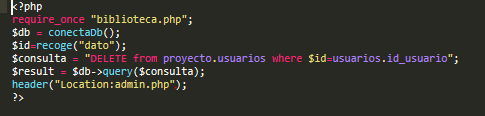 <?php
require_once "biblioteca.php";
$db = conectaDb();
$id=recoge("dato");
$consulta = "DELETE from proyecto.usuarios where $id=usuarios.id_usuario";
$result = $db->query($consulta);
header("Location:admin.php");
?>